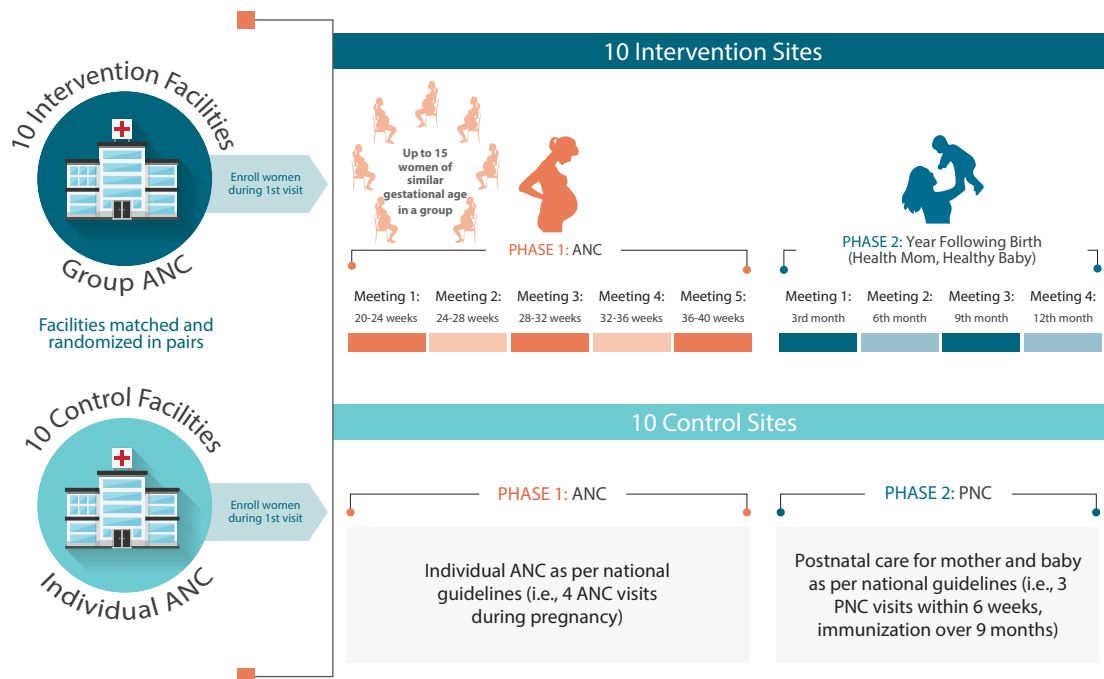 10 Intervention Facilities
Group ANC
Enroll women
during 1st visit
Facilities matched and
randomized in pairs
10 Control Facilities
Individual ANC
Enroll women
during 1st visit
10 Intervention Sites
Up to 15
women of
similar
gestational age
in a group
PHASE 1: ANC
Meeting 1:
20-24 weeks
Meeting 2:
24-28 weeks
Meeting 3:
28-32 weeks
Meeting 4:
32-36 weeks
Meeting 5:
36-40 weeks
PHASE 2: Year Following Birth
(Health Mom, Healthy Baby)
Meeting 1:
3rd month
Meeting 2:
6th month
Meeting 3:
9th month
Meeting 4:
12th month
10 Control Sites
PHASE 1: ANC
Individual ANC as per national
guidelines (i.e., 4 ANC visits
during pregnancy)
PHASE 2: PNC
Postnatal care for mother and baby
as per national guidelines (i.e., 3
PNC visits within 6 weeks,
immunization over 9 months)